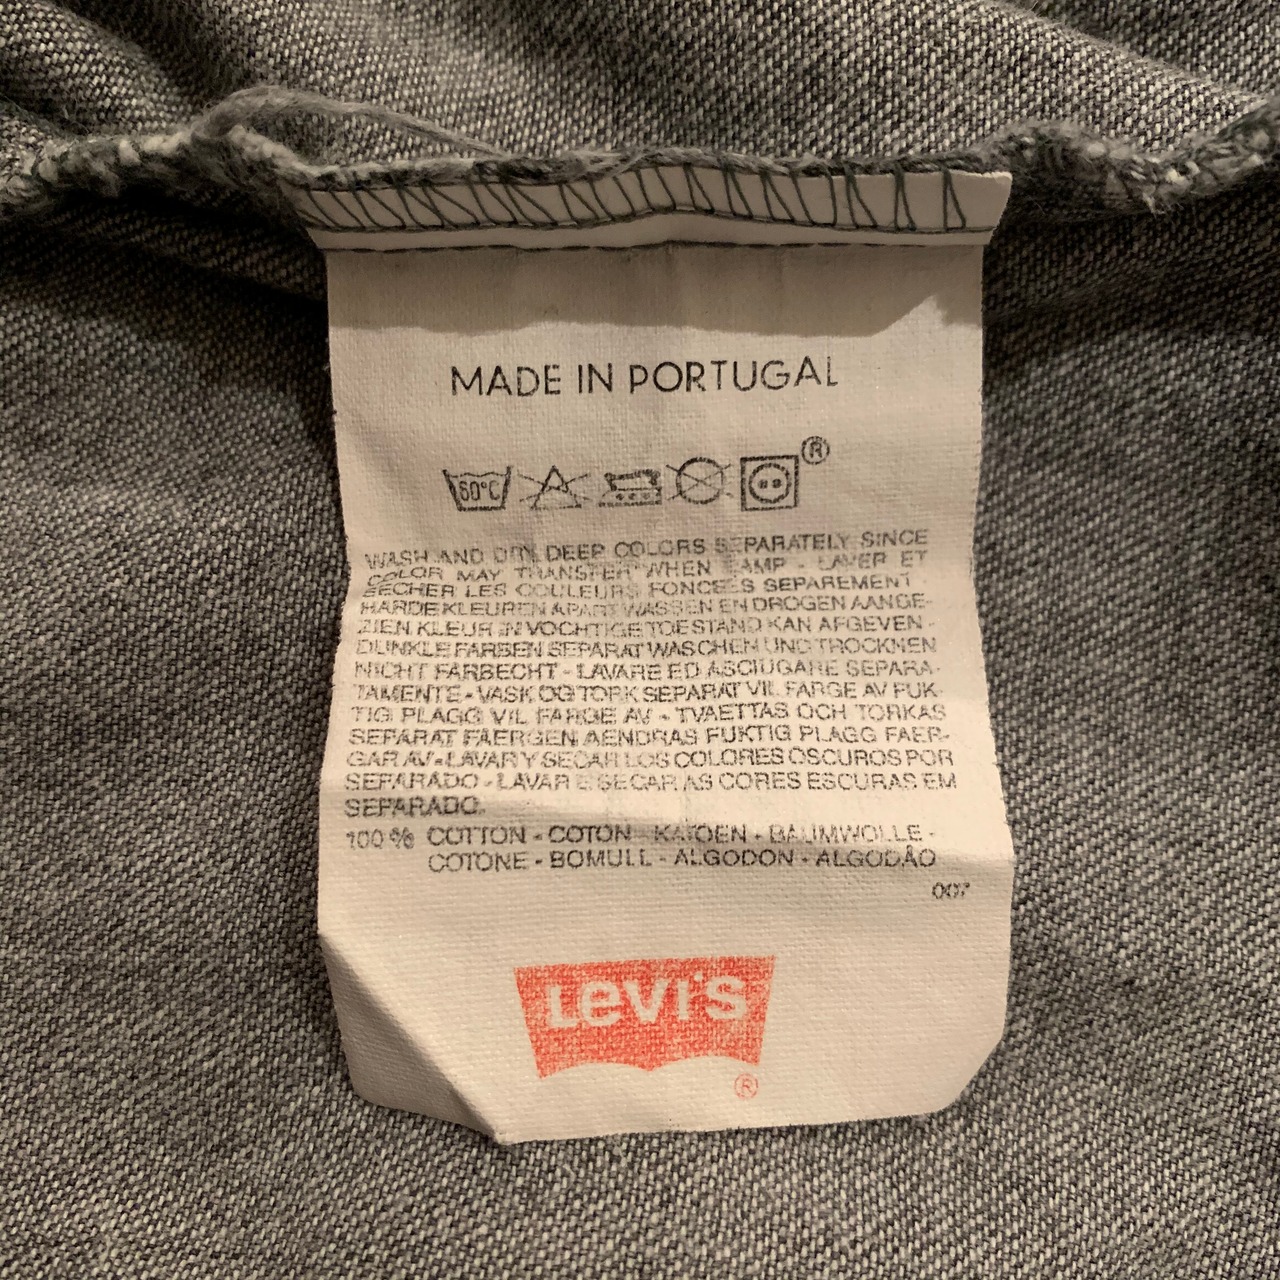 MADE IN PORTUGAL
60°C ®
WASH AND DRY DEEP COLORS SEPARATELY SINCE
COLOR MAY TRANSFER WHEN DAMP - LAVER ET
SECHER LES COULEURS FONCEES SEPAREMENT -
HARDE KLEUREN APART WASSEN EN DROGEN AANGE-
ZIEN KLEUR IN VOCHTIGE TOESTAND KAN AFGEVEN -
DUNKLE FARBEN SEPARAT WASCHEN UND TROCKNEN
NICHT FARBECHT - LAVARE ED ASCIUGARE SEPARA-
TAMENTE - VASK OG TORK SEPARAT VIL FARGE AV FUK-
TIG PLAGG VIL FARGE AV - TVAETTAS OCH TORKAS
SEPARAT FAERGEN AENDRAS FUKTIG PLAGG FAER-
GAR AV - LAVAR Y SECAR LOS COLORES OSCUROS POR
SEPARADO - LAVAR E SECAR AS CORES ESCURAS EM
SEPARADO.
100 % COTTON - COTON - KATOEN - BAUMWOLLE -
COTONE - BOMULL - ALGODON - ALGODÃO
007
LeVI'S
®